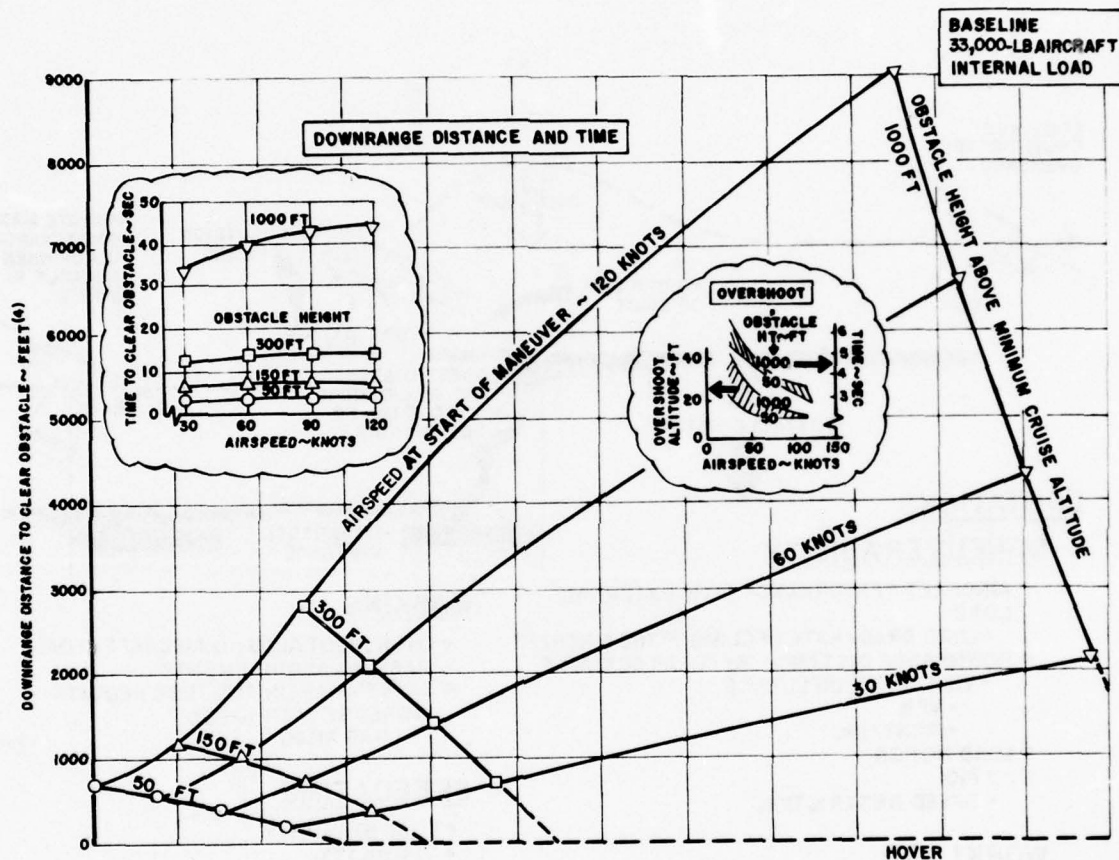 BASELINE
33,000-LB AIRCRAFT
INTERNAL LOAD
DOWNRANGE DISTANCE AND TIME
DOWNRANGE DISTANCE TO CLEAR OBSTACLE ~ FEET(4)
9000
8000
7000
6000
5000
4000
3000
2000
1000
0
TIME TO CLEAR OBSTACLE~SEC
50
40
30
20
10
0
1000 FT
OBSTACLE HEIGHT
300 FT
150 FT
50 FT
30 60 90 120
AIRSPEED~KNOTS
AIRSPEED AT START OF MANEUVER ~ 120 KNOTS
OVERSHOOT
OBSTACLE
HT~FT
1000
50
1000
50
OVERSHOOT
ALTITUDE~FT
40
20
0
0 50 100 150
AIRSPEED~KNOTS
6
5
4
3
TIME~SEC
OBSTACLE HEIGHT ABOVE MINIMUM CRUISE ALTITUDE
1000 FT
60 KNOTS
30 KNOTS
300 FT
150 FT
50 FT
HOVER